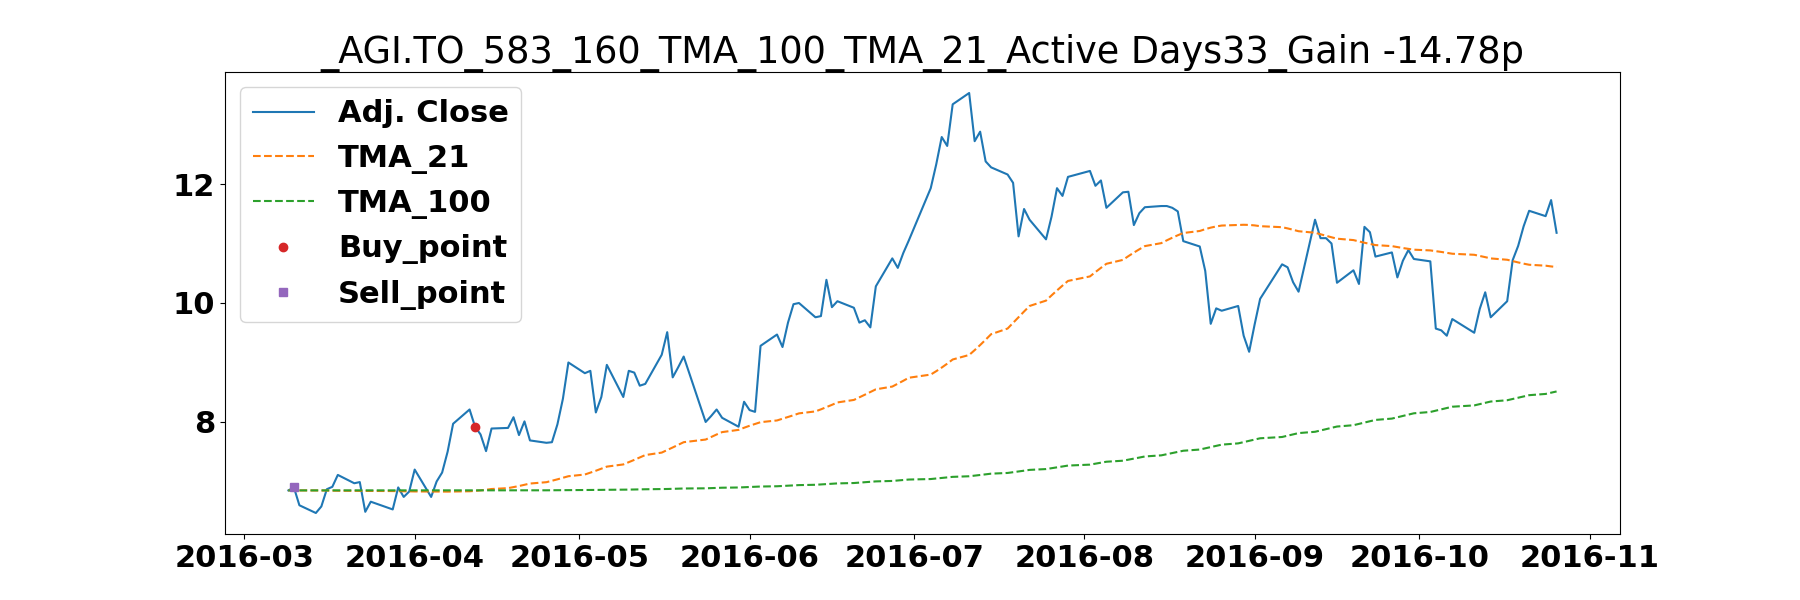 _AGI.TO_583_160_TMA_100_TMA_21_Active Days33_Gain -14.78p
Adj. Close
TMA_21
TMA_100
Buy_point
Sell_point
12
10
8
2016-03 2016-04 2016-05 2016-06 2016-07 2016-08 2016-09 2016-10 2016-11